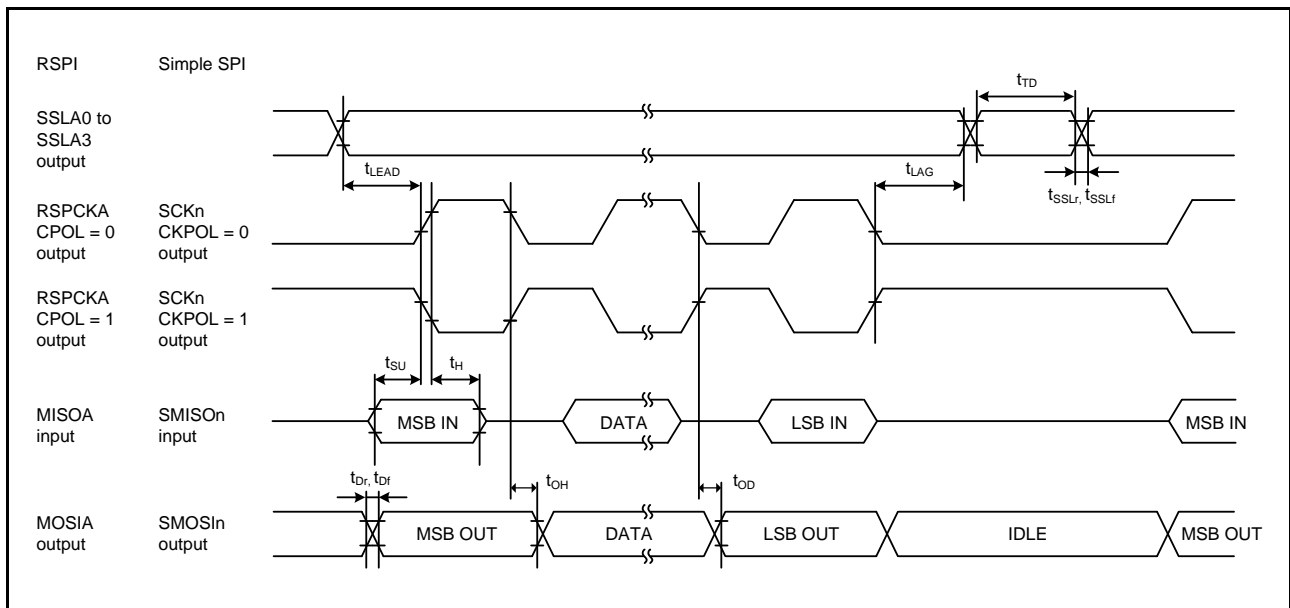 RSPI Simple SPI
SSLA0 to
SSLA3
output
tTD
tLEAD
tLAG
tSSLr, tSSLf
RSPCKA SCKn
CPOL = 0 CKPOL = 0
output output
RSPCKA SCKn
CPOL = 1 CKPOL = 1
output output
tSU tH
MISOA SMISOn
input input
MSB IN DATA LSB IN MSB IN
tDr, tDf
tOH
tOD
MOSIA SMOSIn
output output
MSB OUT DATA LSB OUT IDLE MSB OUT